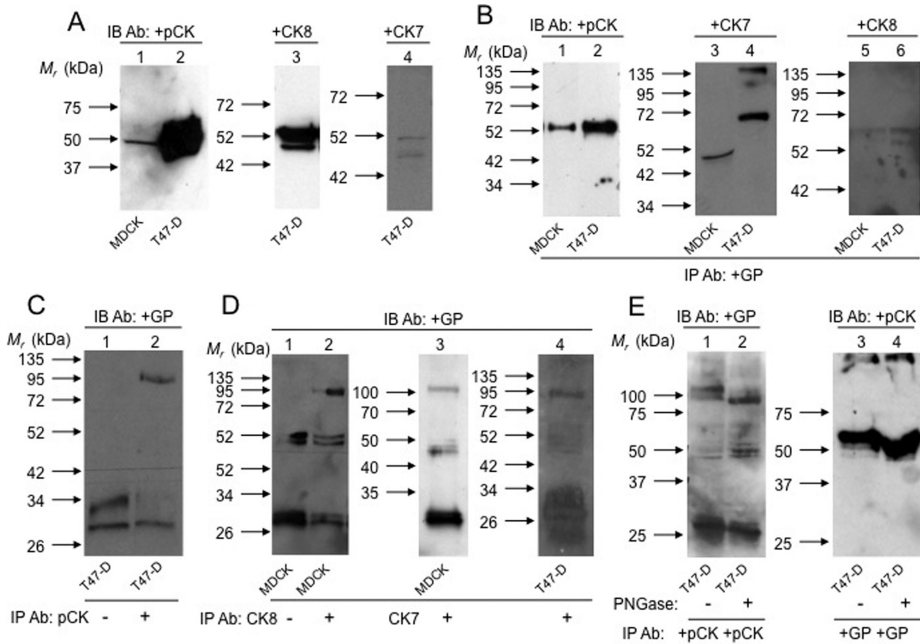 A
IB Ab: +pCK
+CK8
+CK7
1 2
3
4
Mr (kDa)
75
50
37
72
52
42
72
52
42
MDCK
T47-D
T47-D
T47-D
B
IB Ab: +pCK
+CK7
+CK8
1 2
3 4
5 6
Mr (kDa)
135
95
72
52
42
34
135
95
72
52
42
34
135
95
72
52
42
MDCK
T47-D
MDCK
T47-D
MDCK
T47-D
IP Ab: +GP
C
IB Ab: +GP
1 2
Mr (kDa)
135
95
72
52
42
34
26
T47-D
T47-D
IP Ab: pCK - +
D
IB Ab: +GP
Mr (kDa)
1 2
3
4
135
95
72
52
52
42
34
26
100
70
50
40
35
135
95
72
52
42
34
26
MDCK
MDCK
MDCK
T47-D
IP Ab: CK8 - + CK7 + +
E
IB Ab: +GP
+pCK
Mr (kDa)
1 2
3 4
100
75
50
37
25
75
50
37
25
T47-D
T47-D
T47-D
T47-D
PNGase: - + - +
IP Ab: +pCK +pCK +GP +GP